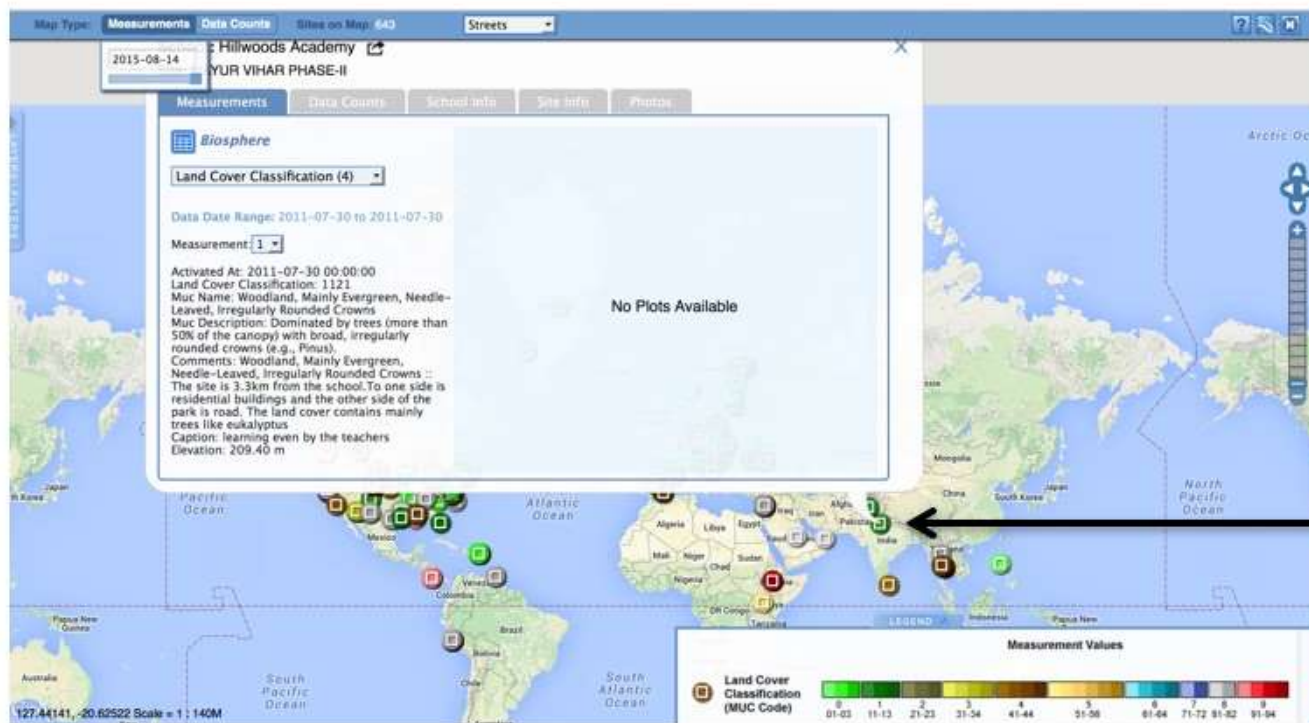 Map Type: Measurements Data Counts Sites on Map: 643 Streets
2015-08-14
: Hillwoods Academy
YUR VIHAR PHASE-II
Measurements Data Counts School Info Site Info Photos
Biosphere
Land Cover Classification (4)
Data Date Range: 2011-07-30 to 2011-07-30
Measurement: 1
Activated At: 2011-07-30 00:00:00
Land Cover Classification: 1121
Muc Name: Woodland, Mainly Evergreen, Needle-
Leaved, Irregularly Rounded Crowns
Muc Description: Dominated by trees (more than
50% of the canopy) with broad, irregularly
rounded crowns (e.g., Pinus).
Comments: Woodland, Mainly Evergreen,
Needle-Leaved, Irregularly Rounded Crowns ::
The site is 3.3km from the school.To one side is
residential buildings and the other side of the
park is road. The land cover contains mainly
trees like eukalyptus
Caption: learning even by the teachers
Elevation: 209.40 m
No Plots Available
Arctic Oc
Mongolia
China
Japan
South Korea
North
Pacific
Ocean
Japan
Pacific
Ocean
Mexico
Atlantic
Ocean
Algeria
Libya
Egypt
Iraq
Iran
Pakistan
India
Mali
Niger
Chad
Sudan
Nigeria
DR Congo
Tanzania
Colombia
Brazil
Bolivia
Chile
Indonesia
Papua New
Guinea
Papua New
Australia
South
Pacific
Ocean
South
Atlantic
Ocean
LEGEND
Measurement Values
Land Cover
Classification
(MUC Code)
0 1 2 3 4 5 6 7 8 9
01-03 11-13 21-23 31-34 41-44 51-58 61-64 71-72 81-82 91-94
127.44141, -20.62522 Scale = 1 : 140M